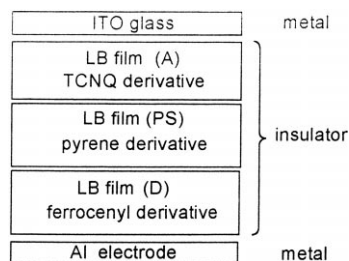 ITO glass metal
LB film (A)
TCNQ derivative
LB film (PS)
pyrene derivative
insulator
LB film (D)
ferrocenyl derivative
Al electrode metal